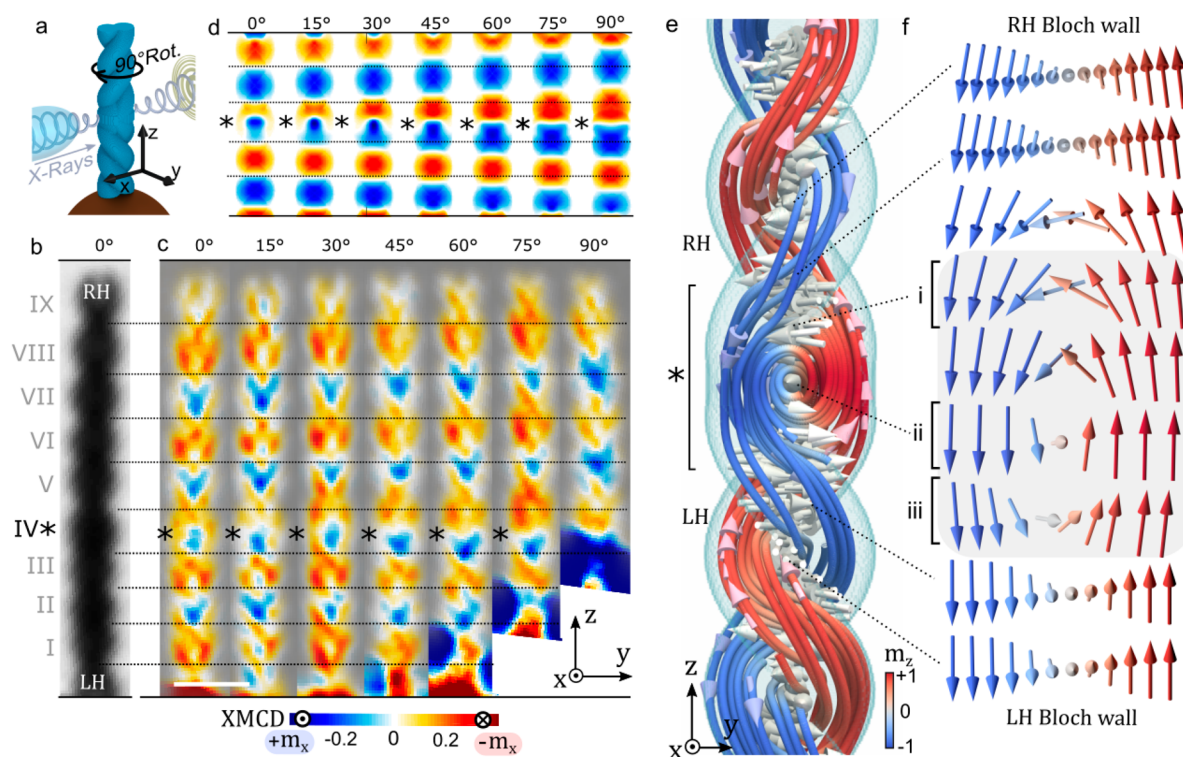 a
90°Rot.
X-Rays
z
y
x
d
0° 15° 30° 45° 60° 75° 90°
* * * * * * *
b
0°
RH
IX
VIII
VII
VI
V
IV*
III
II
I
LH
c
0° 15° 30° 45° 60° 75° 90°
* * * * * *
z
y
x
XMCD
-0.2 0 0.2
+mx -mx
e
RH
*
LH
z
y
x
mz
+1
0
-1
f
RH Bloch wall
i
ii
iii
LH Bloch wall